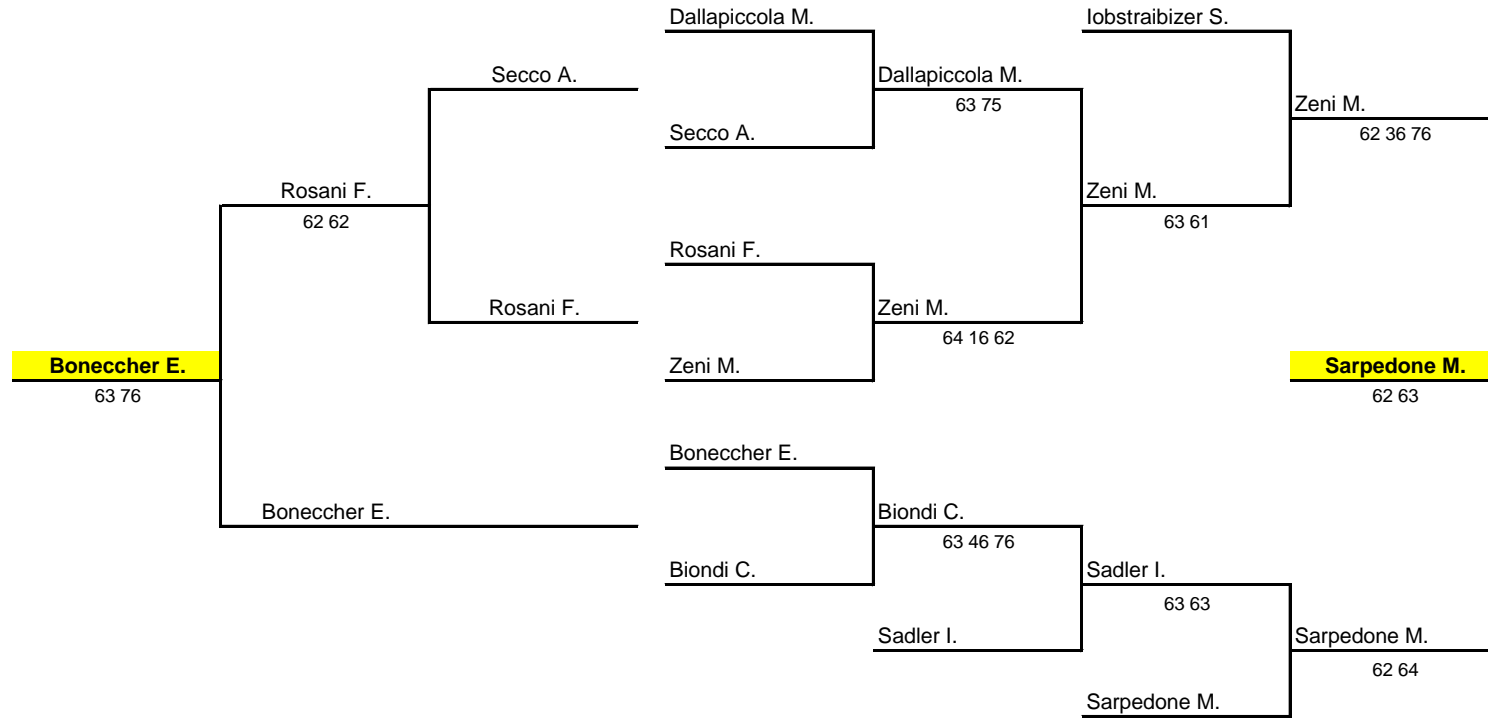 Dallapiccola M.
Iobstraibizer S.
Secco A.
Dallapiccola M.
63 75
Zeni M.
62 36 76
Secco A.
Rosani F.
62 62
Zeni M.
63 61
Rosani F.
Rosani F.
Zeni M.
64 16 62
Boneccher E.
63 76
Zeni M.
Sarpedone M.
62 63
Boneccher E.
Boneccher E.
Biondi C.
63 46 76
Biondi C.
Sadler I.
63 63
Sadler I.
Sarpedone M.
62 64
Sarpedone M.